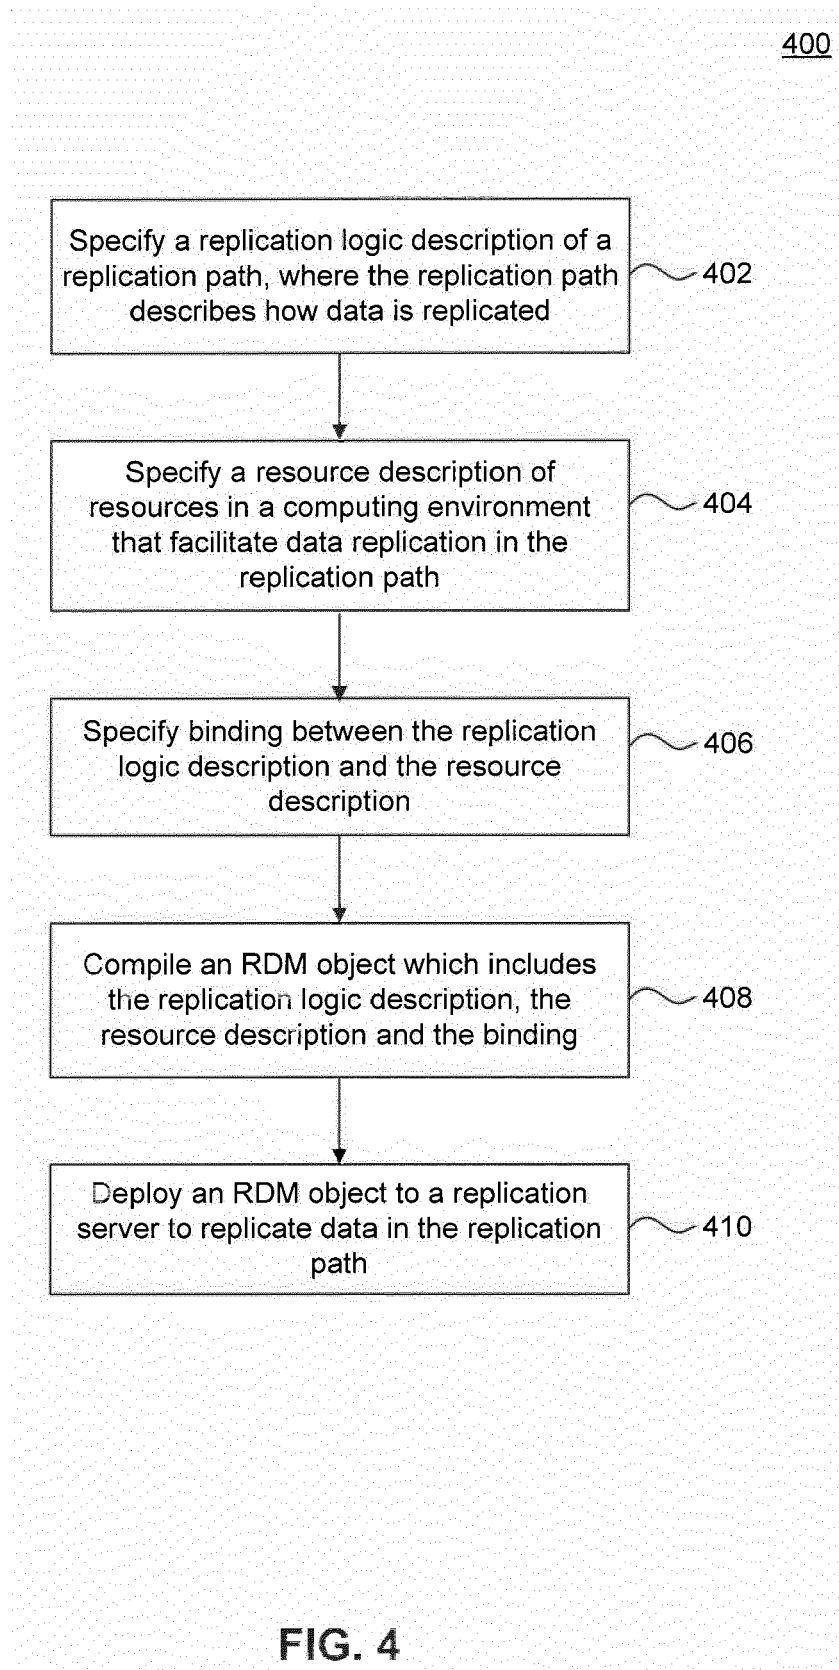 400
Specify a replication logic description of a
replication path, where the replication path
describes how data is replicated
402
Specify a resource description of
resources in a computing environment
that facilitate data replication in the
replication path
404
Specify binding between the replication
logic description and the resource
description
406
Compile an RDM object which includes
the replication logic description, the
resource description and the binding
408
Deploy an RDM object to a replication
server to replicate data in the replication
path
410
FIG. 4